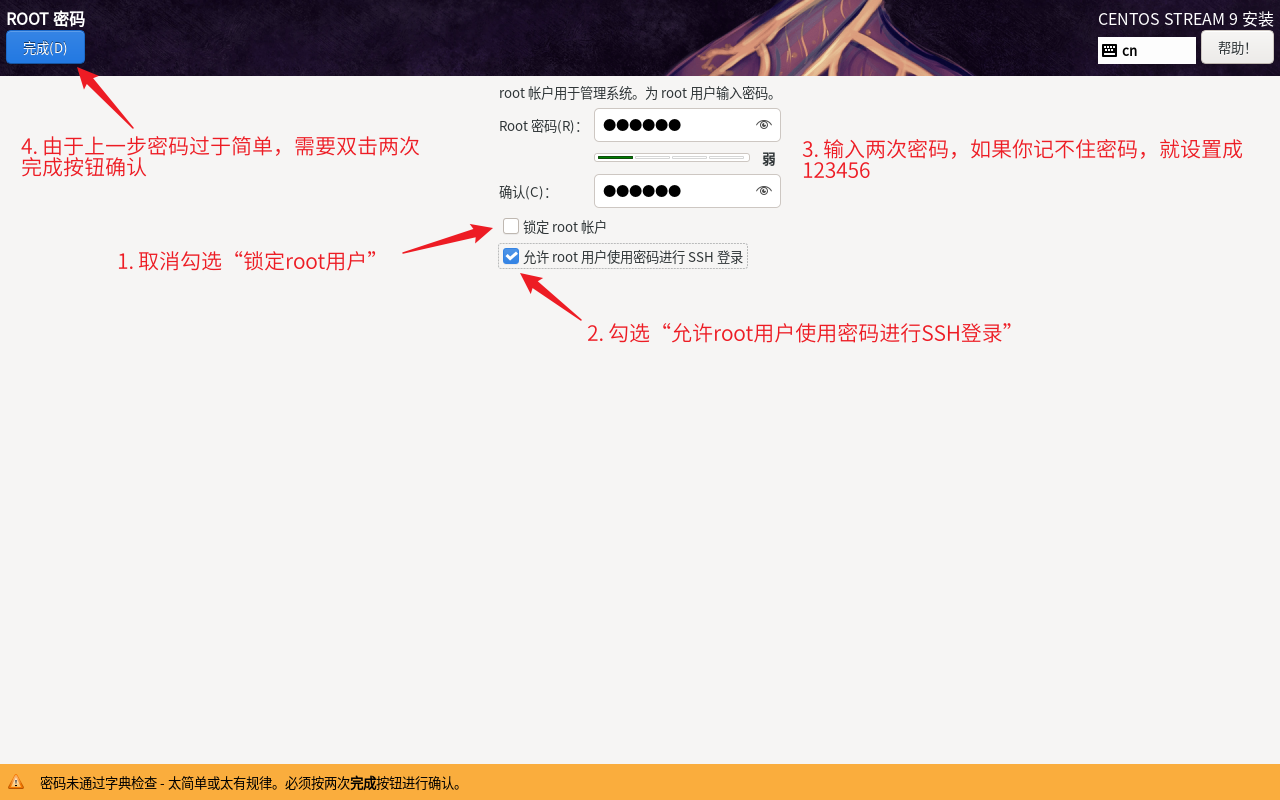 ROOT 密码
CENTOS STREAM 9 安装
完成(D)
cn
帮助！
root 帐户用于管理系统。为 root 用户输入密码。
Root 密码(R)：
●●●●●●
弱
确认(C)：
●●●●●●
锁定 root 帐户
允许 root 用户使用密码进行 SSH 登录
4. 由于上一步密码过于简单，需要双击两次
完成按钮确认
3. 输入两次密码，如果你记不住密码，就设置成
123456
1. 取消勾选“锁定root用户”
2. 勾选“允许root用户使用密码进行SSH登录”
密码未通过字典检查 - 太简单或太有规律。必须按两次完成按钮进行确认。